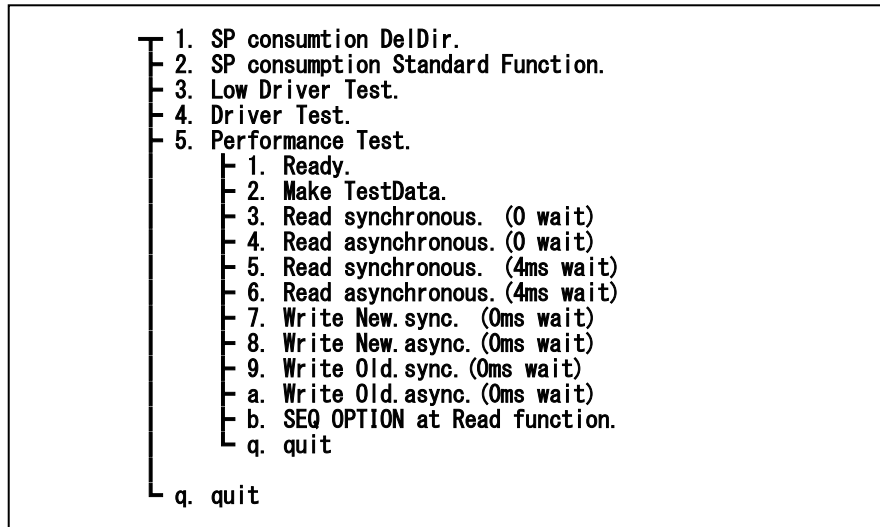 1. SP consumtion DelDir.
2. SP consumption Standard Function.
3. Low Driver Test.
4. Driver Test.
5. Performance Test.
1. Ready.
2. Make TestData.
3. Read synchronous. (0 wait)
4. Read asynchronous. (0 wait)
5. Read synchronous. (4ms wait)
6. Read asynchronous. (4ms wait)
7. Write New. sync. (0ms wait)
8. Write New. async. (0ms wait)
9. Write Old. sync. (0ms wait)
a. Write Old. async. (0ms wait)
b. SEQ OPTION at Read function.
q. quit
q. quit